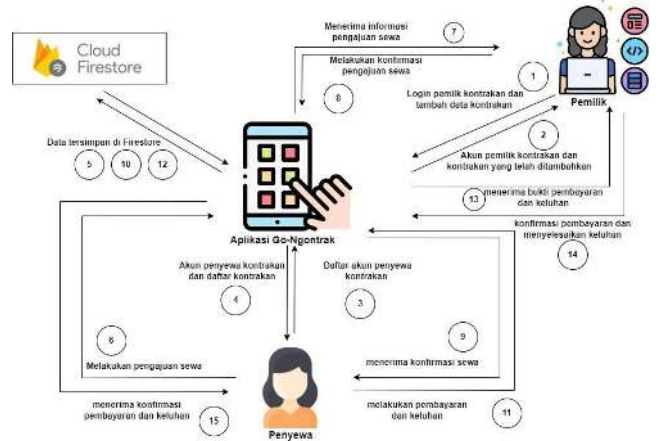 Menerima informasi
pengajuan sewa
7
Cloud
Firestore
Melakukan konfirmasi
pengajuan sewa
8
1
Login pemilik kontrakan dan
tambah data kontrakan
Pemilik
2
Data tersimpan di Firestore
5 10 12
Akun pemilik kontrakan dan
kontrakan yang telah ditambahkan
13
menerima bukti pembayaran
dan keluhan
konfirmasi pembayaran dan
menyelesaikan keluhan
14
Aplikasi Go-Ngontrak
Akun penyewa kontrakan
dan daftar kontrakan
4
Daftar akun penyewa
kontrakan
3
6
Melakukan pengajuan sewa
9
menerima konfirmasi sewa
menerima konfirmasi
pembayaran dan keluhan
15
melakukan pembayaran
dan keluhan
11
Penyewa